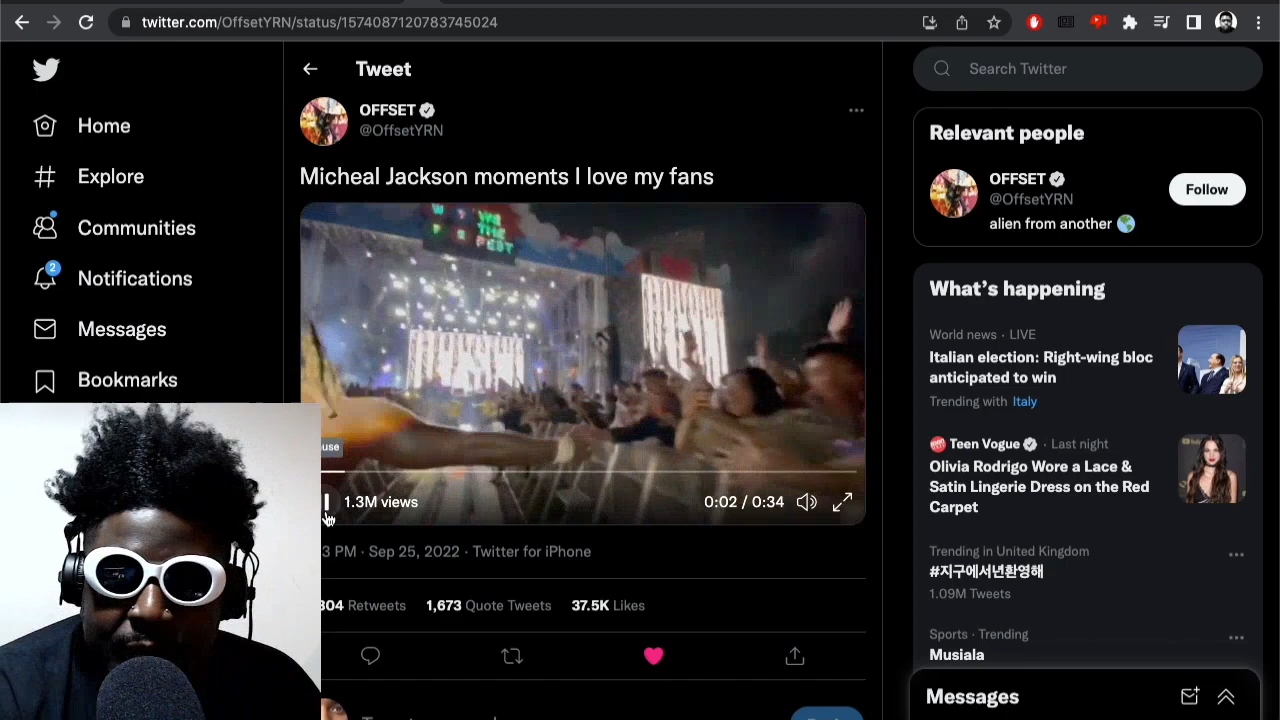 twitter.com/OffsetYRN/status/1574087120783745024
Tweet
Search Twitter
OFFSET
@OffsetYRN
Micheal Jackson moments I love my fans
Home
Explore
Communities
2
Notifications
Messages
Bookmarks
FEST
use
1.3M views
0:02 / 0:34
3 PM · Sep 25, 2022 · Twitter for iPhone
304 Retweets 1,673 Quote Tweets 37.5K Likes
Relevant people
OFFSET
@OffsetYRN
Follow
alien from another 🌎
What's happening
World news · LIVE
Italian election: Right-wing bloc
anticipated to win
Trending with Italy
Teen Vogue · Last night
Olivia Rodrigo Wore a Lace &
Satin Lingerie Dress on the Red
Carpet
Trending in United Kingdom
#지구에서년환영해
1.09M Tweets
Sports · Trending
Musiala
Messages